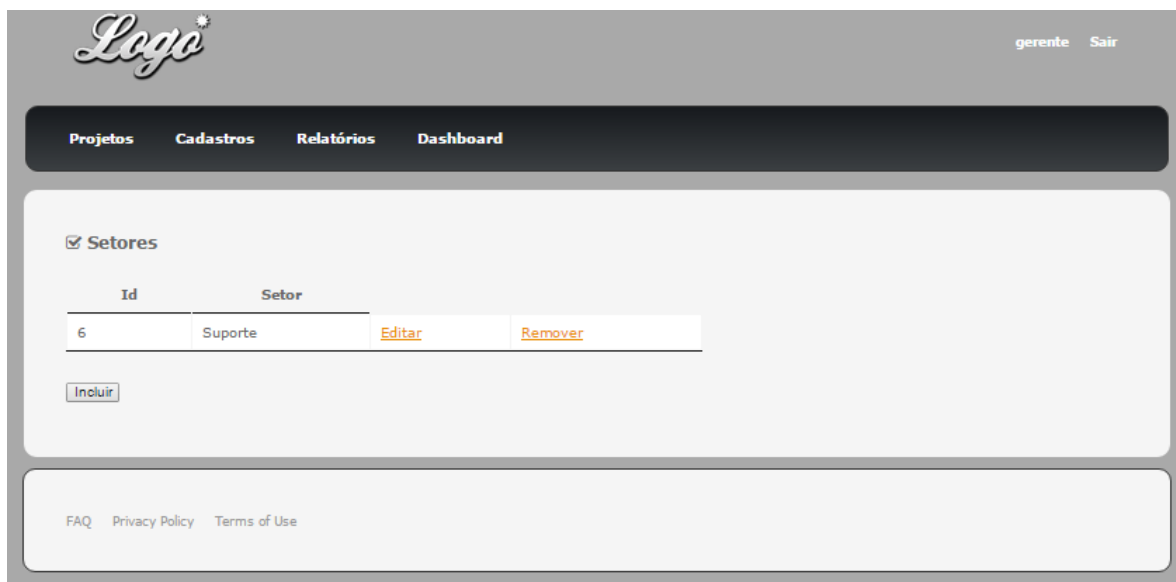 Logo
gerente Sair
Projetos Cadastros Relatórios Dashboard
Setores
Id Setor
6 Suporte Editar Remover
Incluir
FAQ Privacy Policy Terms of Use